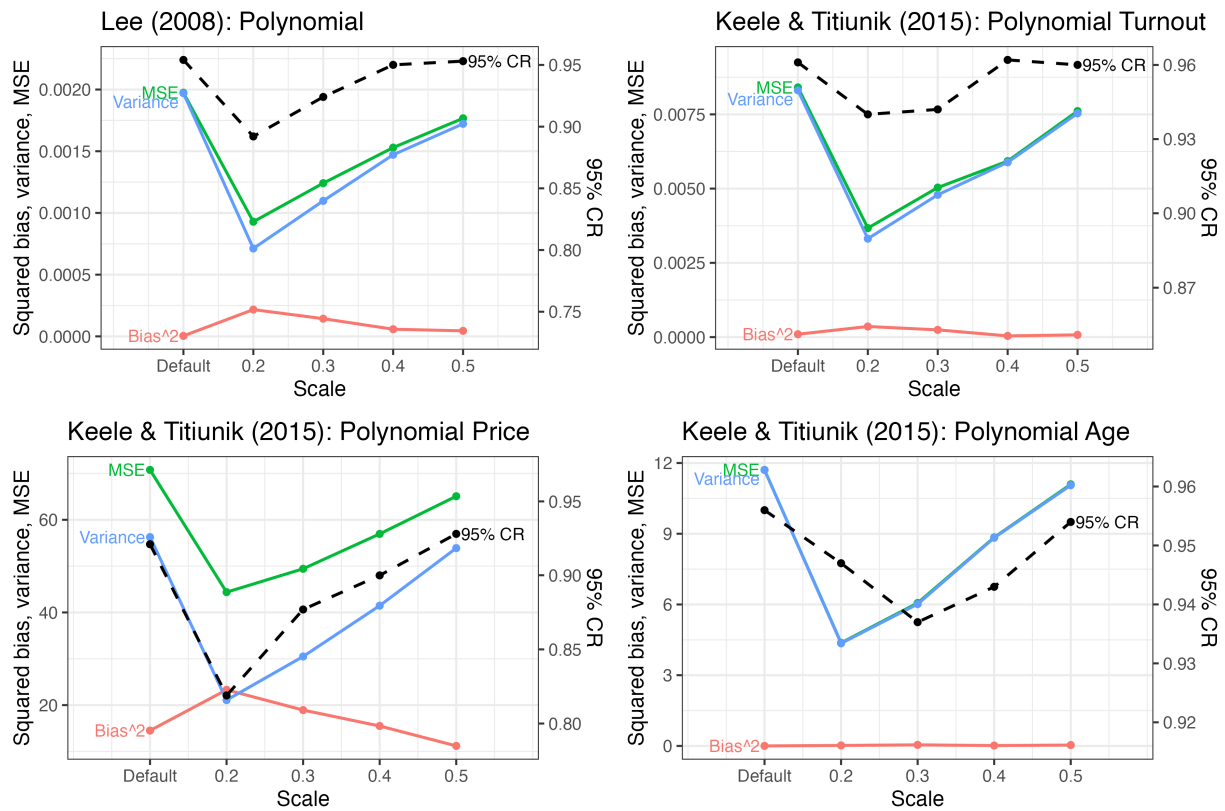 Lee (2008): Polynomial
Squared bias, variance, MSE
0.0020
0.0015
0.0010
0.0005
0.0000
MSE
Variance
Bias^2
95% CR
0.95
0.90
0.85
0.80
0.75
95% CR
Default 0.2 0.3 0.4 0.5
Scale
Keele & Titiunik (2015): Polynomial Turnout
Squared bias, variance, MSE
0.0075
0.0050
0.0025
0.0000
MSE
Variance
Bias^2
95% CR
0.96
0.93
0.90
0.87
95% CR
Default 0.2 0.3 0.4 0.5
Scale
Keele & Titiunik (2015): Polynomial Price
Squared bias, variance, MSE
60
40
20
MSE
Variance
Bias^2
95% CR
0.95
0.90
0.85
0.80
95% CR
Default 0.2 0.3 0.4 0.5
Scale
Keele & Titiunik (2015): Polynomial Age
Squared bias, variance, MSE
12
9
6
3
0
MSE
Variance
Bias^2
95% CR
0.96
0.95
0.94
0.93
0.92
95% CR
Default 0.2 0.3 0.4 0.5
Scale